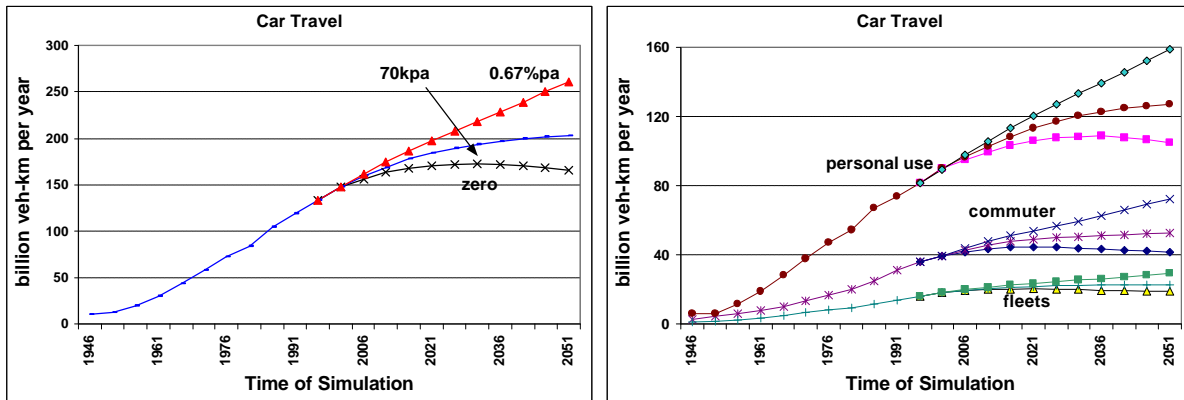 Car Travel
300
250
200
150
100
50
0
billion veh-km per year
70kpa
0.67%pa
zero
1946
1961
1976
1991
2006
2021
2036
2051
Time of Simulation
Car Travel
160
120
80
40
0
billion veh-km per year
personal use
commuter
fleets
1946
1961
1976
1991
2006
2021
2036
2051
Time of Simulation